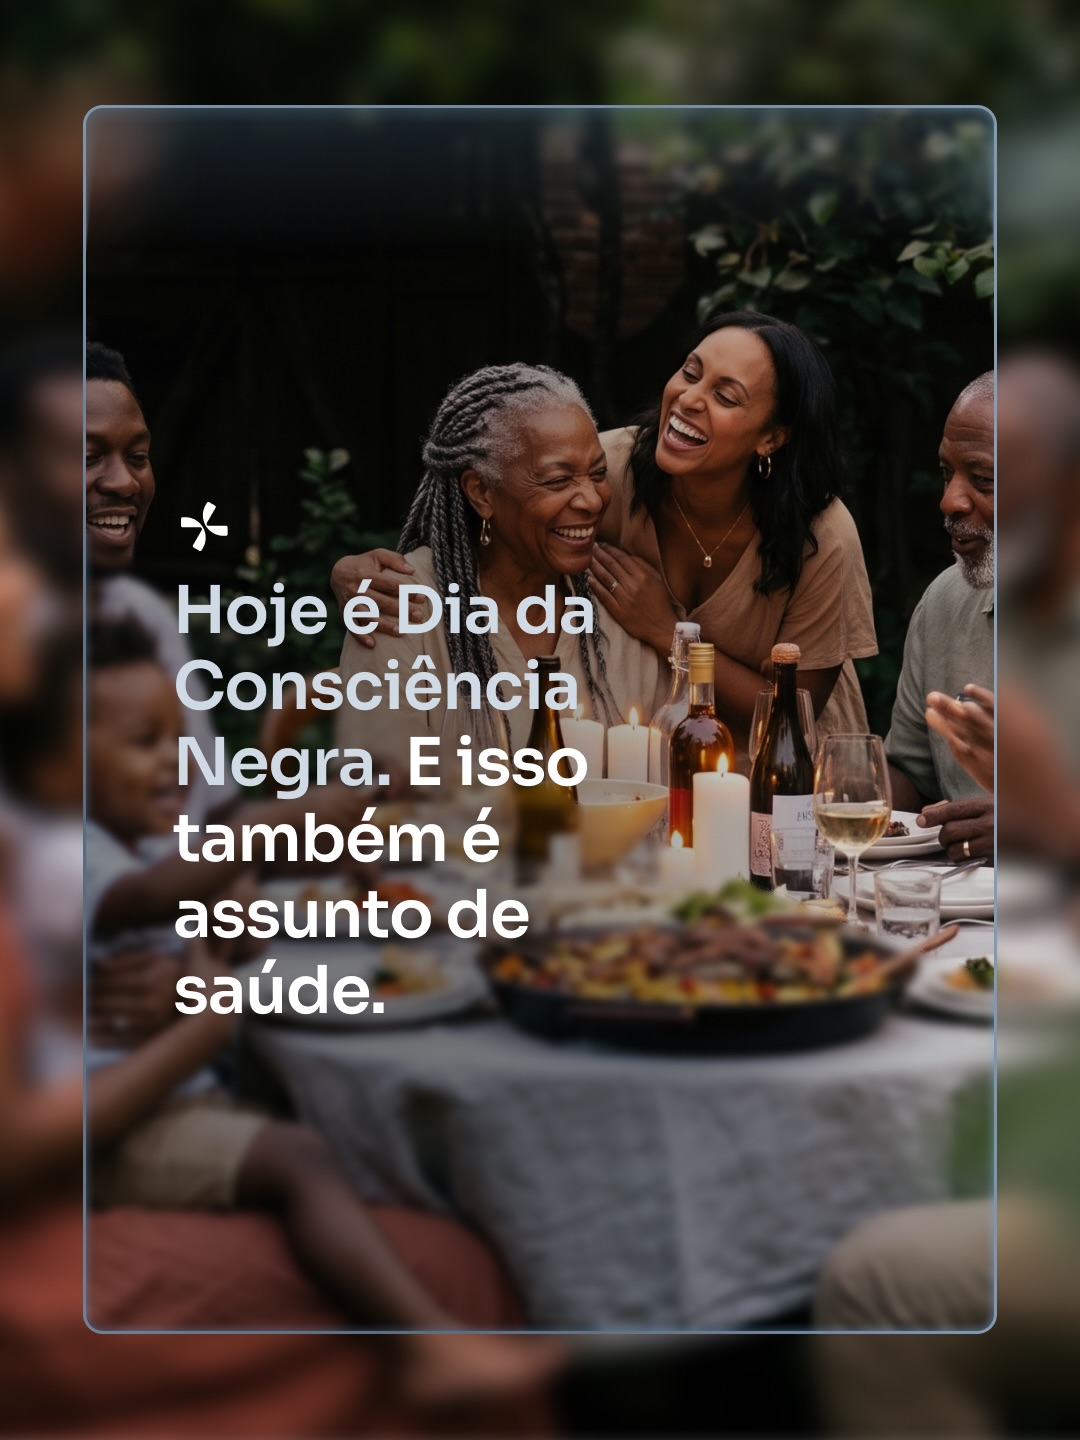 Hoje é Dia da
Consciência
Negra. E isso
também é
assunto de
saúde.